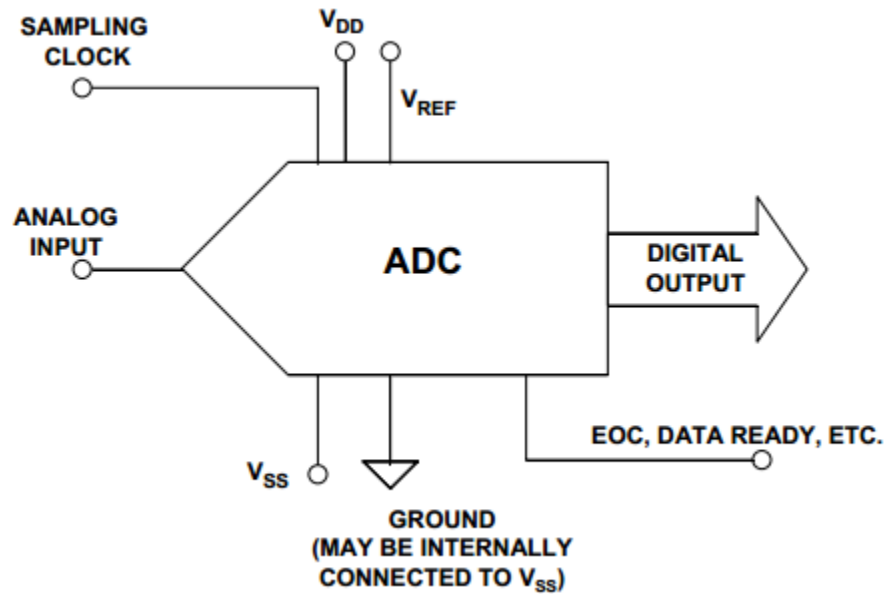 SAMPLING
CLOCK
VDD
VREF
ANALOG
INPUT
ADC
DIGITAL
OUTPUT
EOC, DATA READY, ETC.
VSS
GROUND
(MAY BE INTERNALLY
CONNECTED TO VSS)